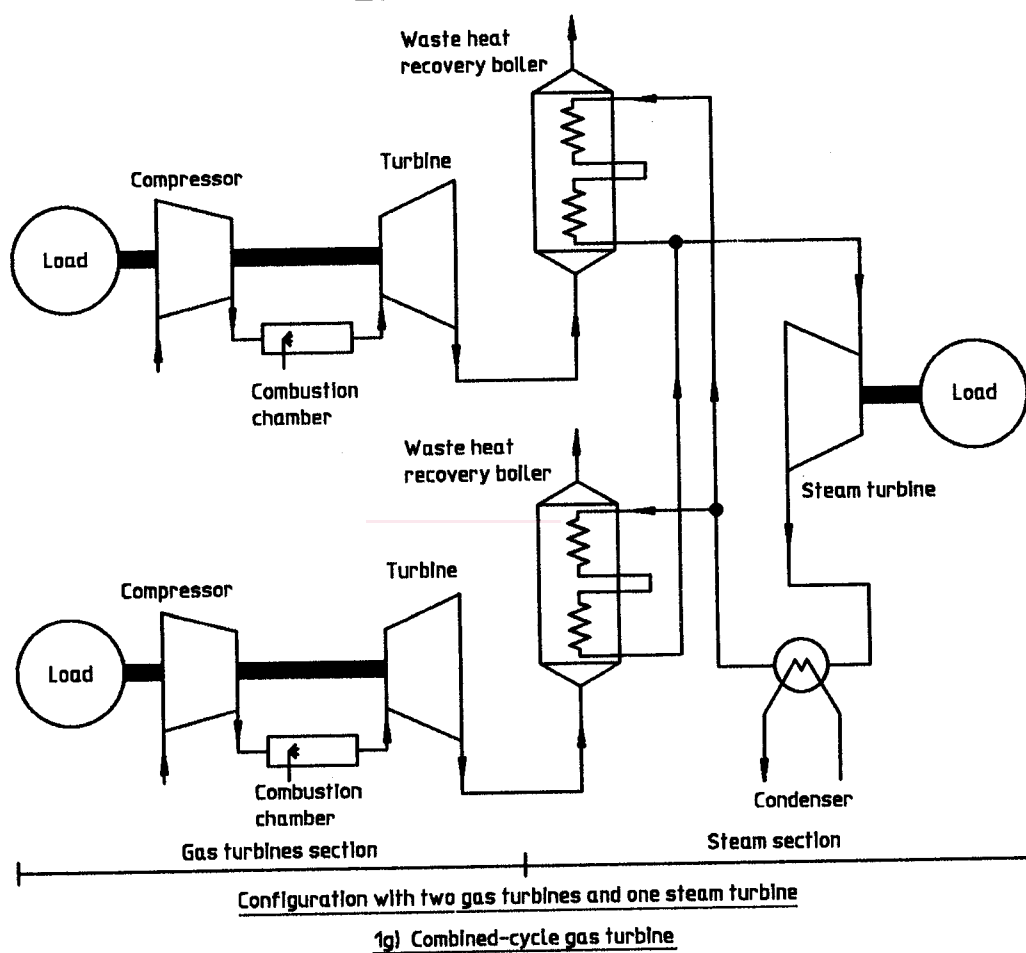 Waste heat
recovery boiler
Turbine
Compressor
Load
Combustion
chamber
Load
Steam turbine
Waste heat
recovery boiler
Turbine
Compressor
Load
Combustion
chamber
Condenser
Gas turbines section
Steam section
Configuration with two gas turbines and one steam turbine
1g) Combined-cycle gas turbine